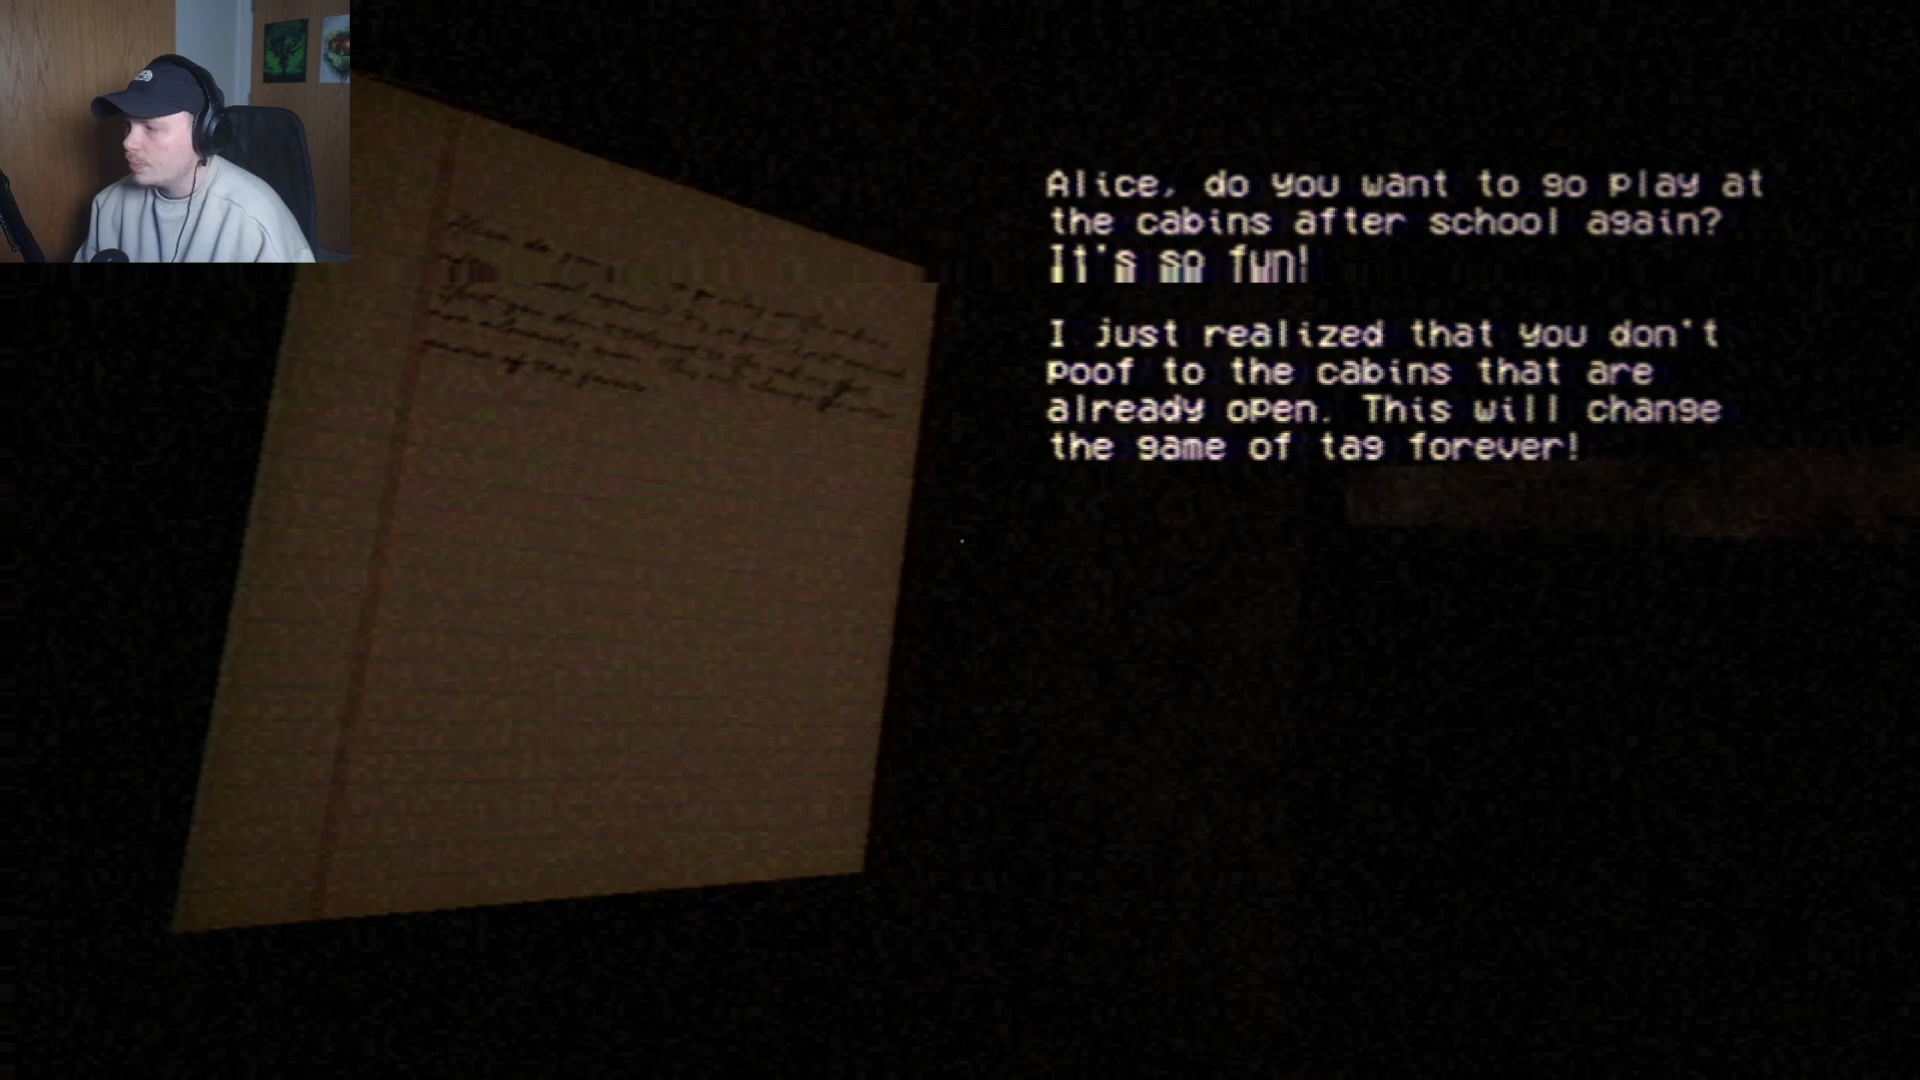 Alice, do you want to go play at
the cabins after school again?
It's so fun!
I just realized that you don't
poof to the cabins that are
already open. This will change
the game of tag forever!